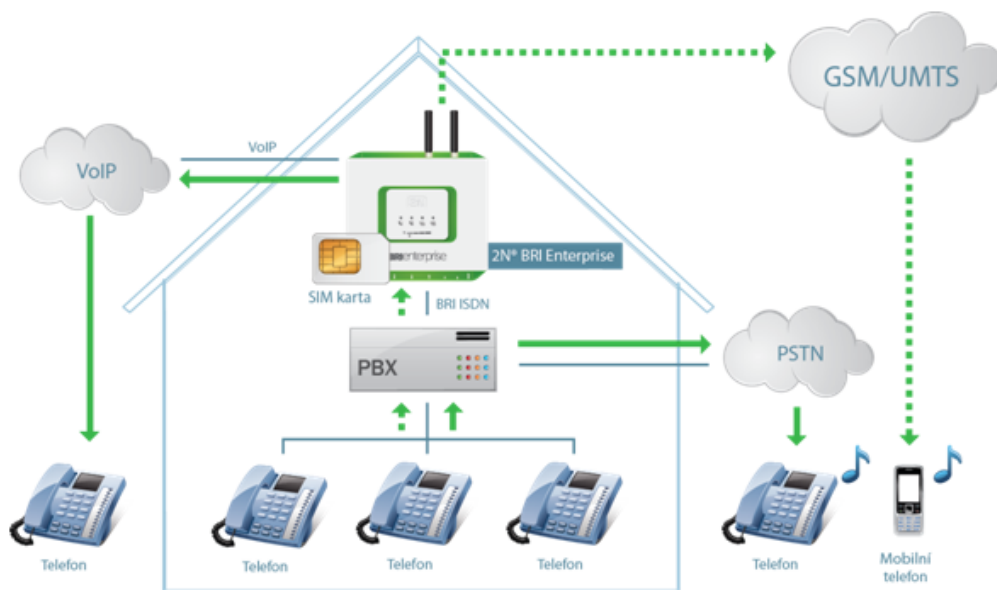 GSM/UMTS
VoIP
VoIP
BRIenterprise
2N® BRI Enterprise
SIM karta
BRI ISDN
PBX
PSTN
Telefon
Telefon
Telefon
Telefon
Telefon
Mobilní
telefon